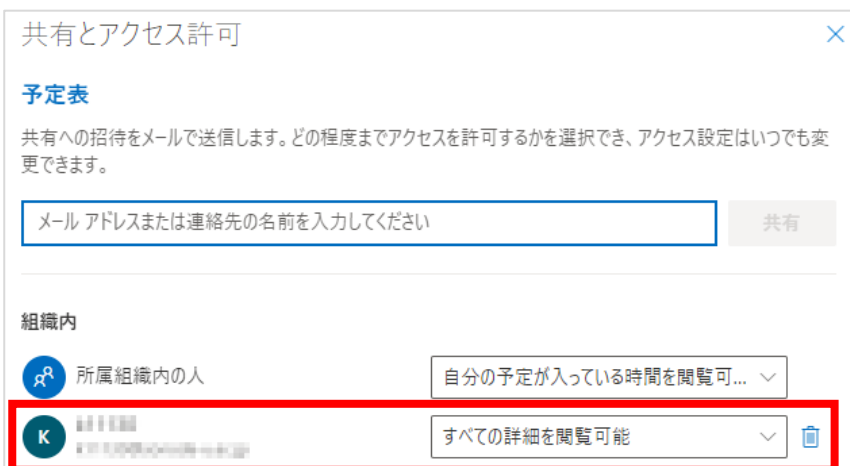 共有とアクセス許可
予定表
共有への招待をメールで送信します。どの程度までアクセスを許可するかを選択でき、アクセス設定はいつでも変
更できます。
メール アドレスまたは連絡先の名前を入力してください
共有
組織内
所属組織内の人
自分の予定が入っている時間を閲覧可...
K
すべての詳細を閲覧可能